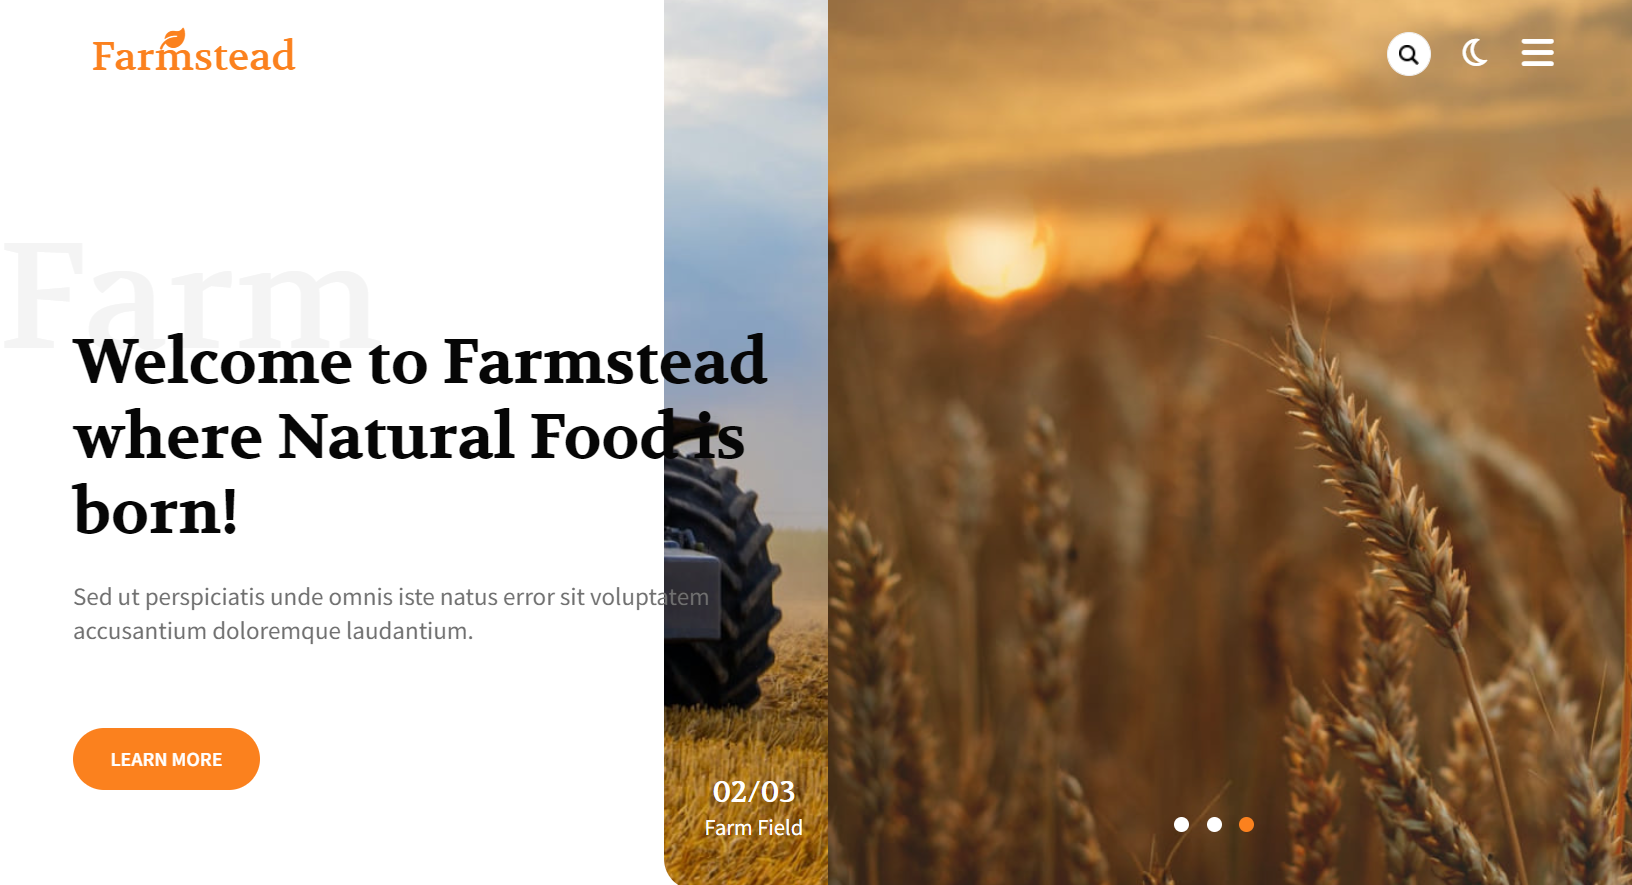 Farmstead
Farm
Welcome to Farmstead
where Natural Food is
born!
Sed ut perspiciatis unde omnis iste natus error sit voluptatem
accusantium doloremque laudantium.
LEARN MORE
02/03
Farm Field